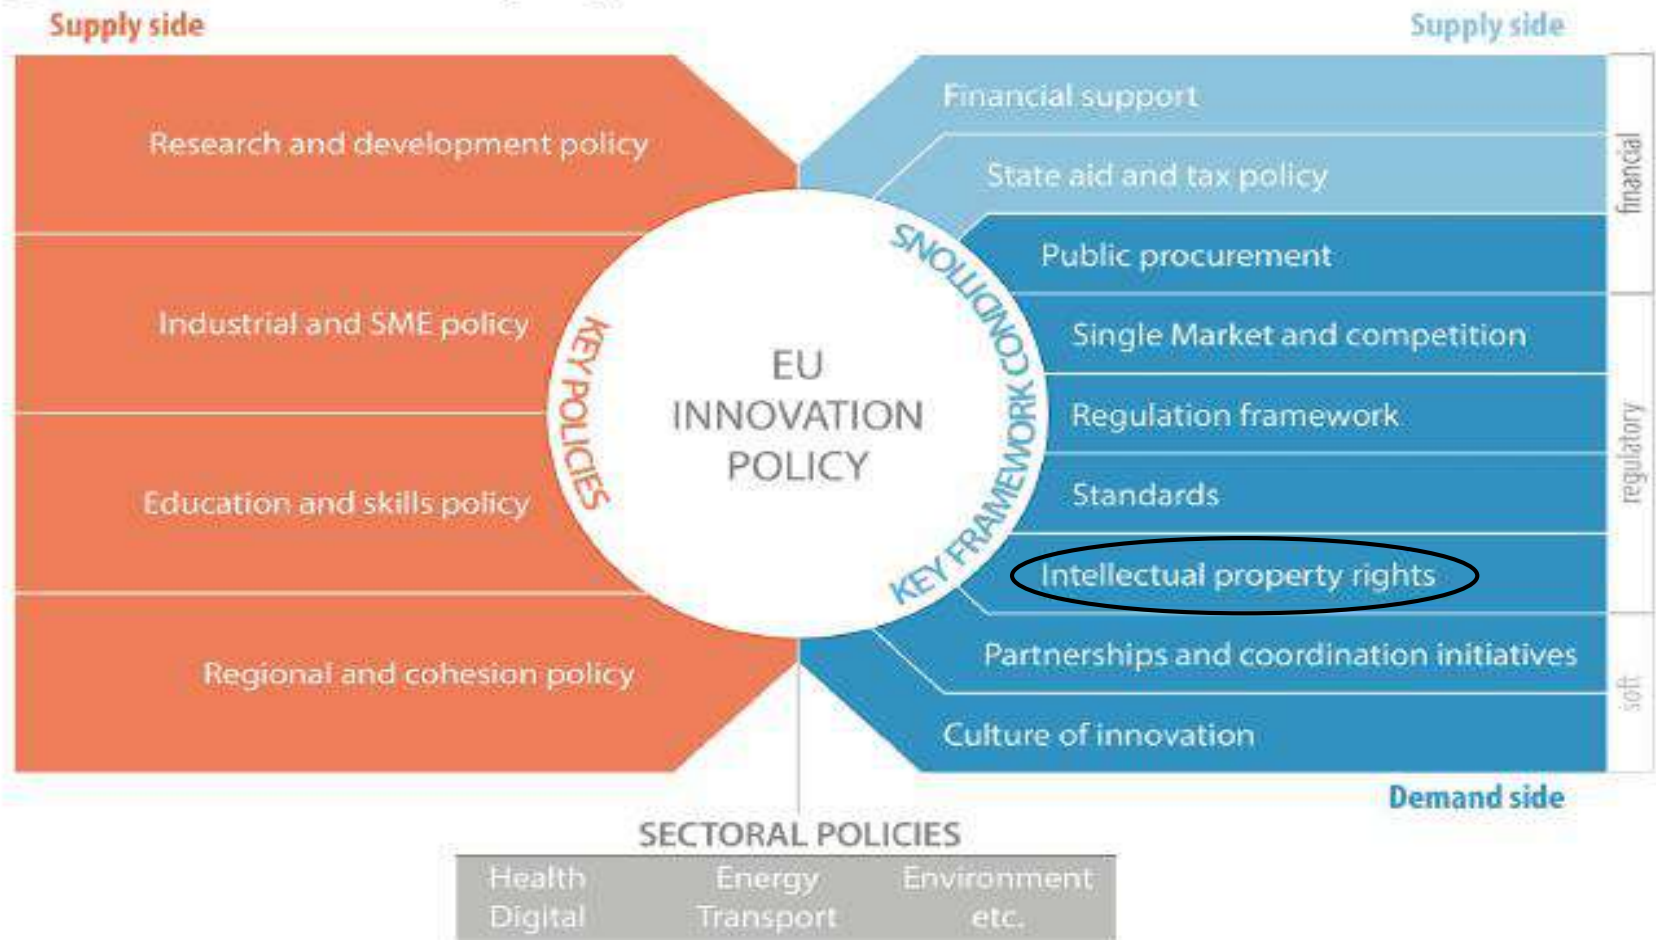 Supply side
Supply side
Research and development policy
Industrial and SME policy
Education and skills policy
Regional and cohesion policy
KEY POLICIES
EU
INNOVATION
POLICY
KEY FRAMEWORK CONDITIONS
Financial support
State aid and tax policy
Public procurement
Single Market and competition
Regulation framework
Standards
Intellectual property rights
Partnerships and coordination initiatives
Culture of innovation
financial
regulatory
soft
Demand side
SECTORAL POLICIES
Health Energy Environment
Digital Transport etc.